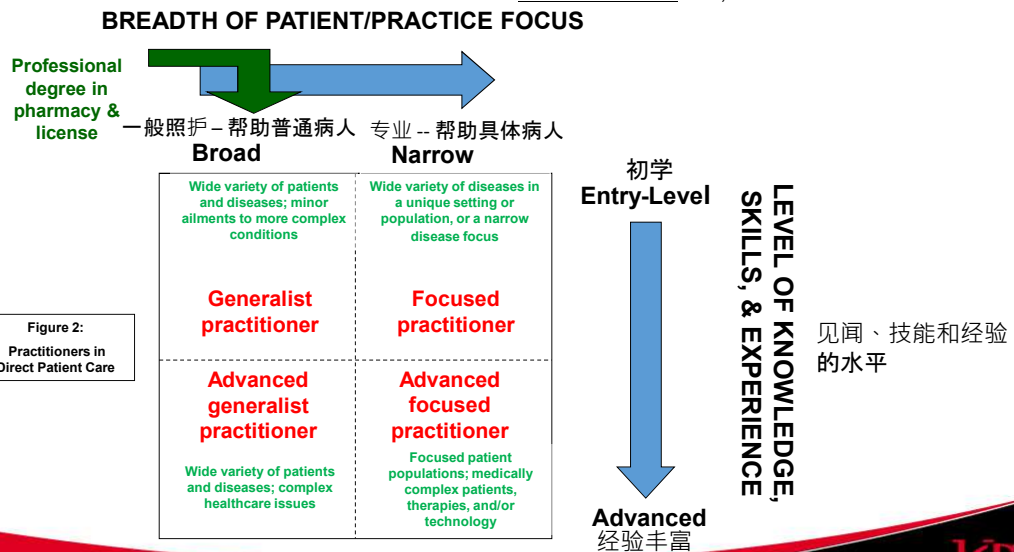 BREADTH OF PATIENT/PRACTICE FOCUS
Professional
degree in
pharmacy &
license
一般照护 – 帮助普通病人
专业 -- 帮助具体病人
Broad
Narrow
初学
Entry-Level
Wide variety of patients
and diseases; minor
ailments to more complex
conditions
Wide variety of diseases in
a unique setting or
population, or a narrow
disease focus
Generalist
practitioner
Focused
practitioner
Figure 2:
Practitioners in
Direct Patient Care
Advanced
generalist
practitioner
Advanced
focused
practitioner
Wide variety of patients
and diseases; complex
healthcare issues
Focused patient
populations; medically
complex patients,
therapies, and/or
technology
LEVEL OF KNOWLEDGE,
SKILLS, & EXPERIENCE
见闻、技能和经验
的水平
Advanced
经验丰富